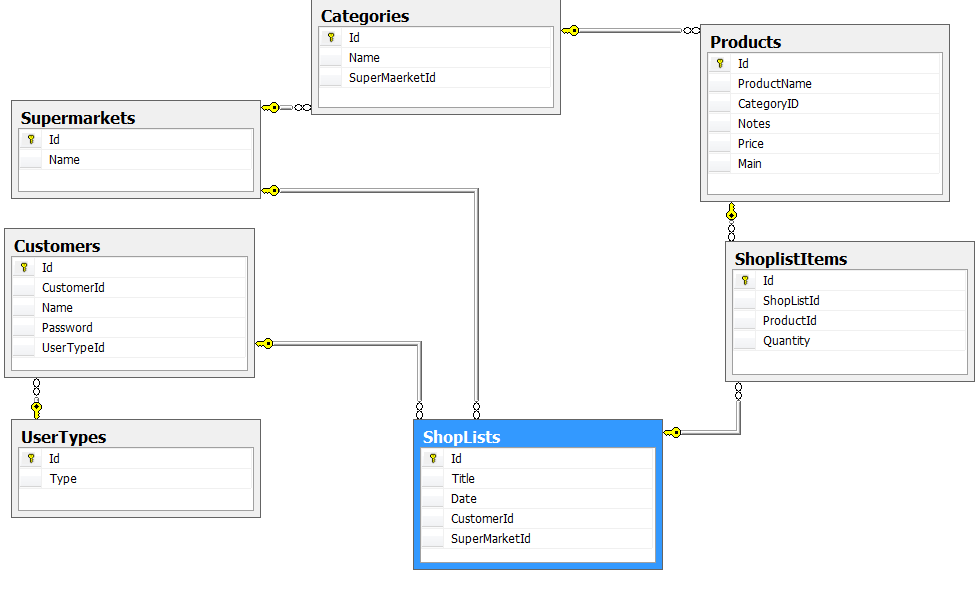 Categories
Id
Name
SuperMaerketId
Products
Id
ProductName
CategoryID
Notes
Price
Main
Supermarkets
Id
Name
Customers
Id
CustomerId
Name
Password
UserTypeId
ShoplistItems
Id
ShopListId
ProductId
Quantity
UserTypes
Id
Type
ShopLists
Id
Title
Date
CustomerId
SuperMarketId